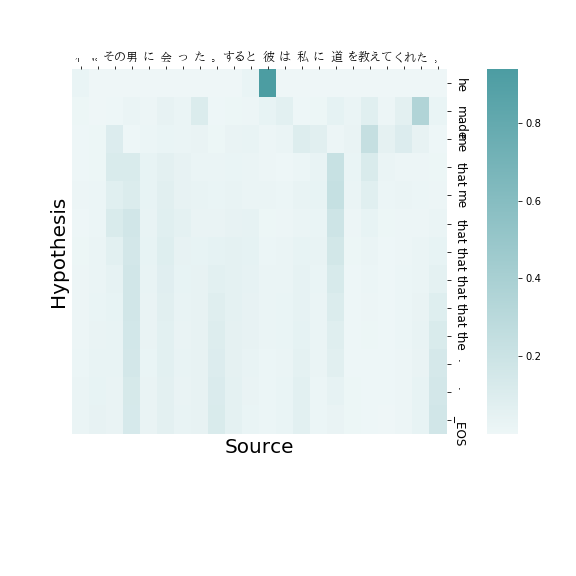 その男 に 会 っ た 。 すると 彼 は 私 に 道 を教えてくれた 。
he
made
me
that
me
that
that
that
that
the
.
.
_EOS
0.8
0.6
0.4
0.2
Hypothesis
Source